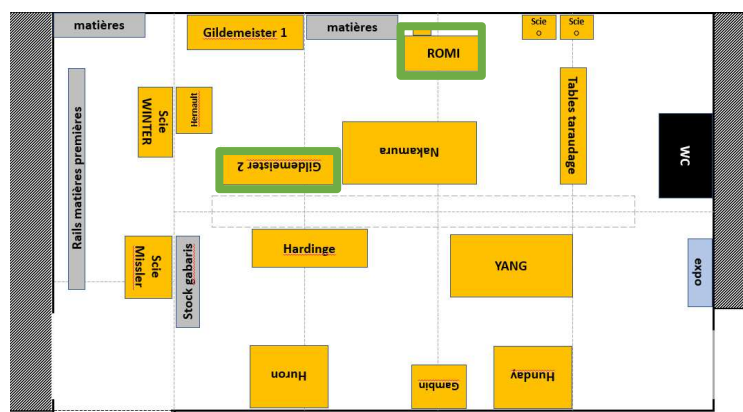 matières
Gildemeister 1
matières
ROMI
Scie
O
Scie
O
Rails matières premières
Scie
WINTER
Hernault
Gildemeister 2
Nakamura
Tables taraudage
WC
Scie
Missler
Stock gabaris
Hardinge
YANG
expo
Huron
Gambin
Hunday